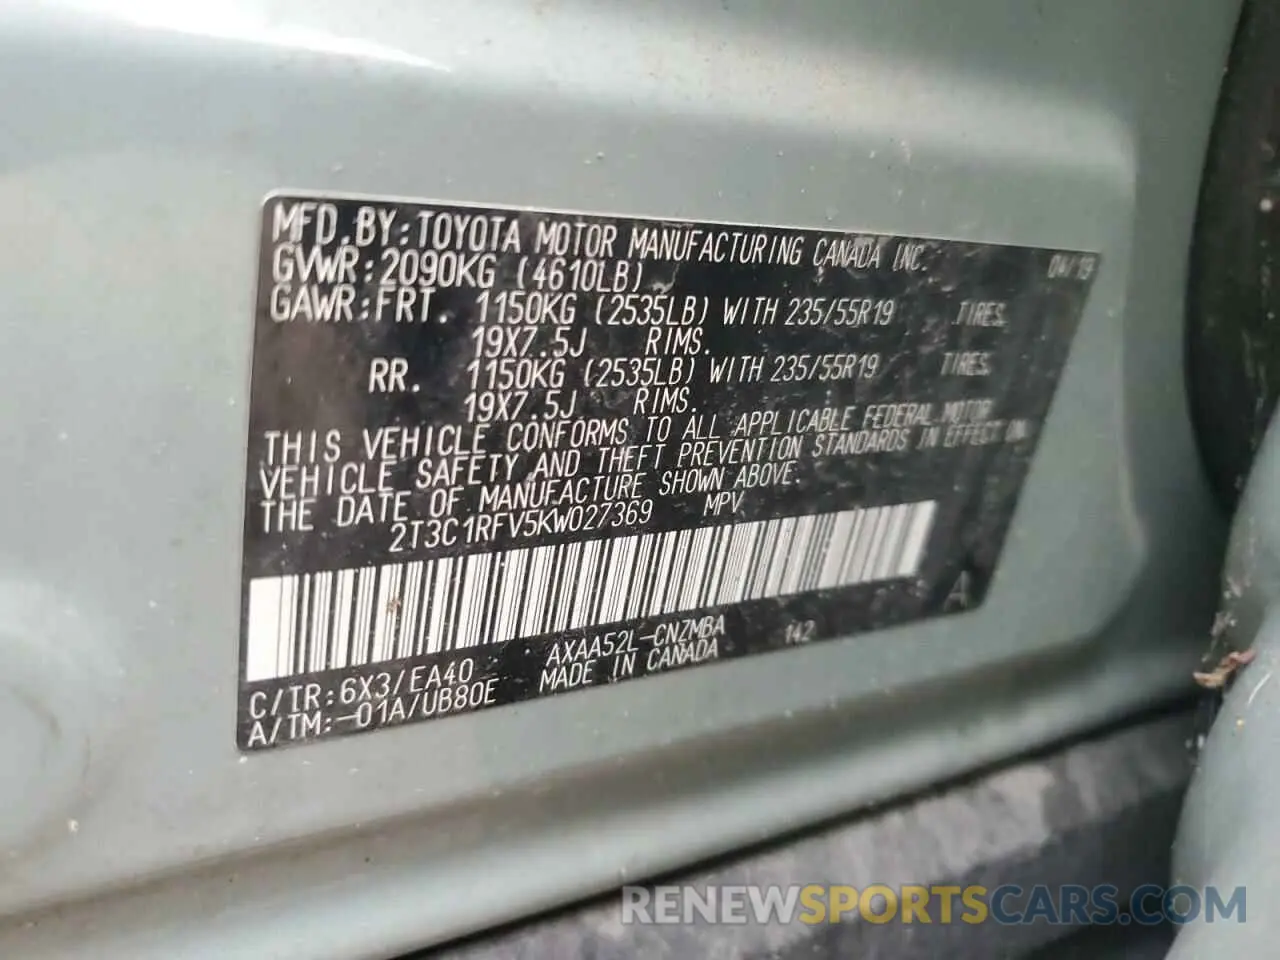 MFD. BY: TOYOTA MOTOR MANUFACTURING CANADA INC. 04/19
GVWR: 2090KG (4610LB)
GAWR: FRT. 1150KG (2535LB) WITH 235/55R19 TIRES,
19X7.5J RIMS.
RR. 1150KG (2535LB) WITH 235/55R19 TIRES,
19X7.5J RIMS.
THIS VEHICLE CONFORMS TO ALL APPLICABLE FEDERAL MOTOR
VEHICLE SAFETY AND THEFT PREVENTION STANDARDS IN EFFECT ON
THE DATE OF MANUFACTURE SHOWN ABOVE.
2T3C1RFV5KW027369 MPV
A
C/TR: 6X3/EA40 AXAA52L-CNZMBA 142
A/TM: -01A/UB80E MADE IN CANADA
RENEWSPORTSCARS.COM